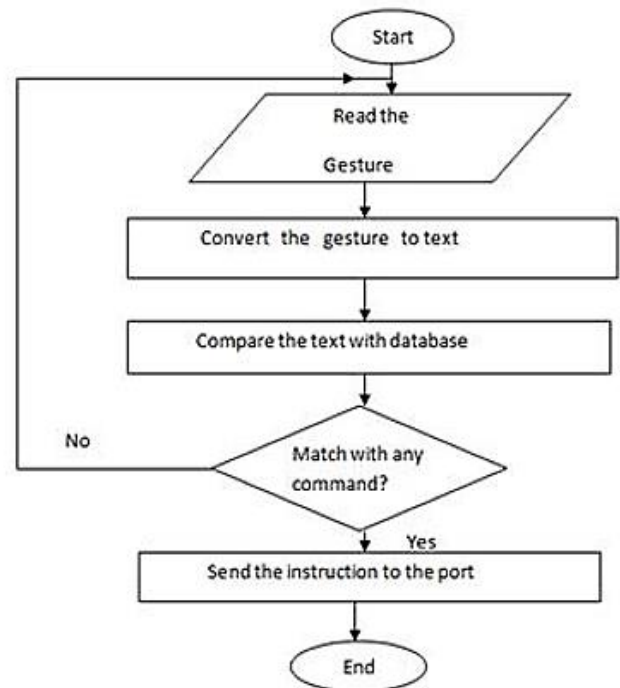 Start
Read the
Gesture
Convert the gesture to text
Compare the text with database
No
Match with any
command?
Yes
Send the instruction to the port
End